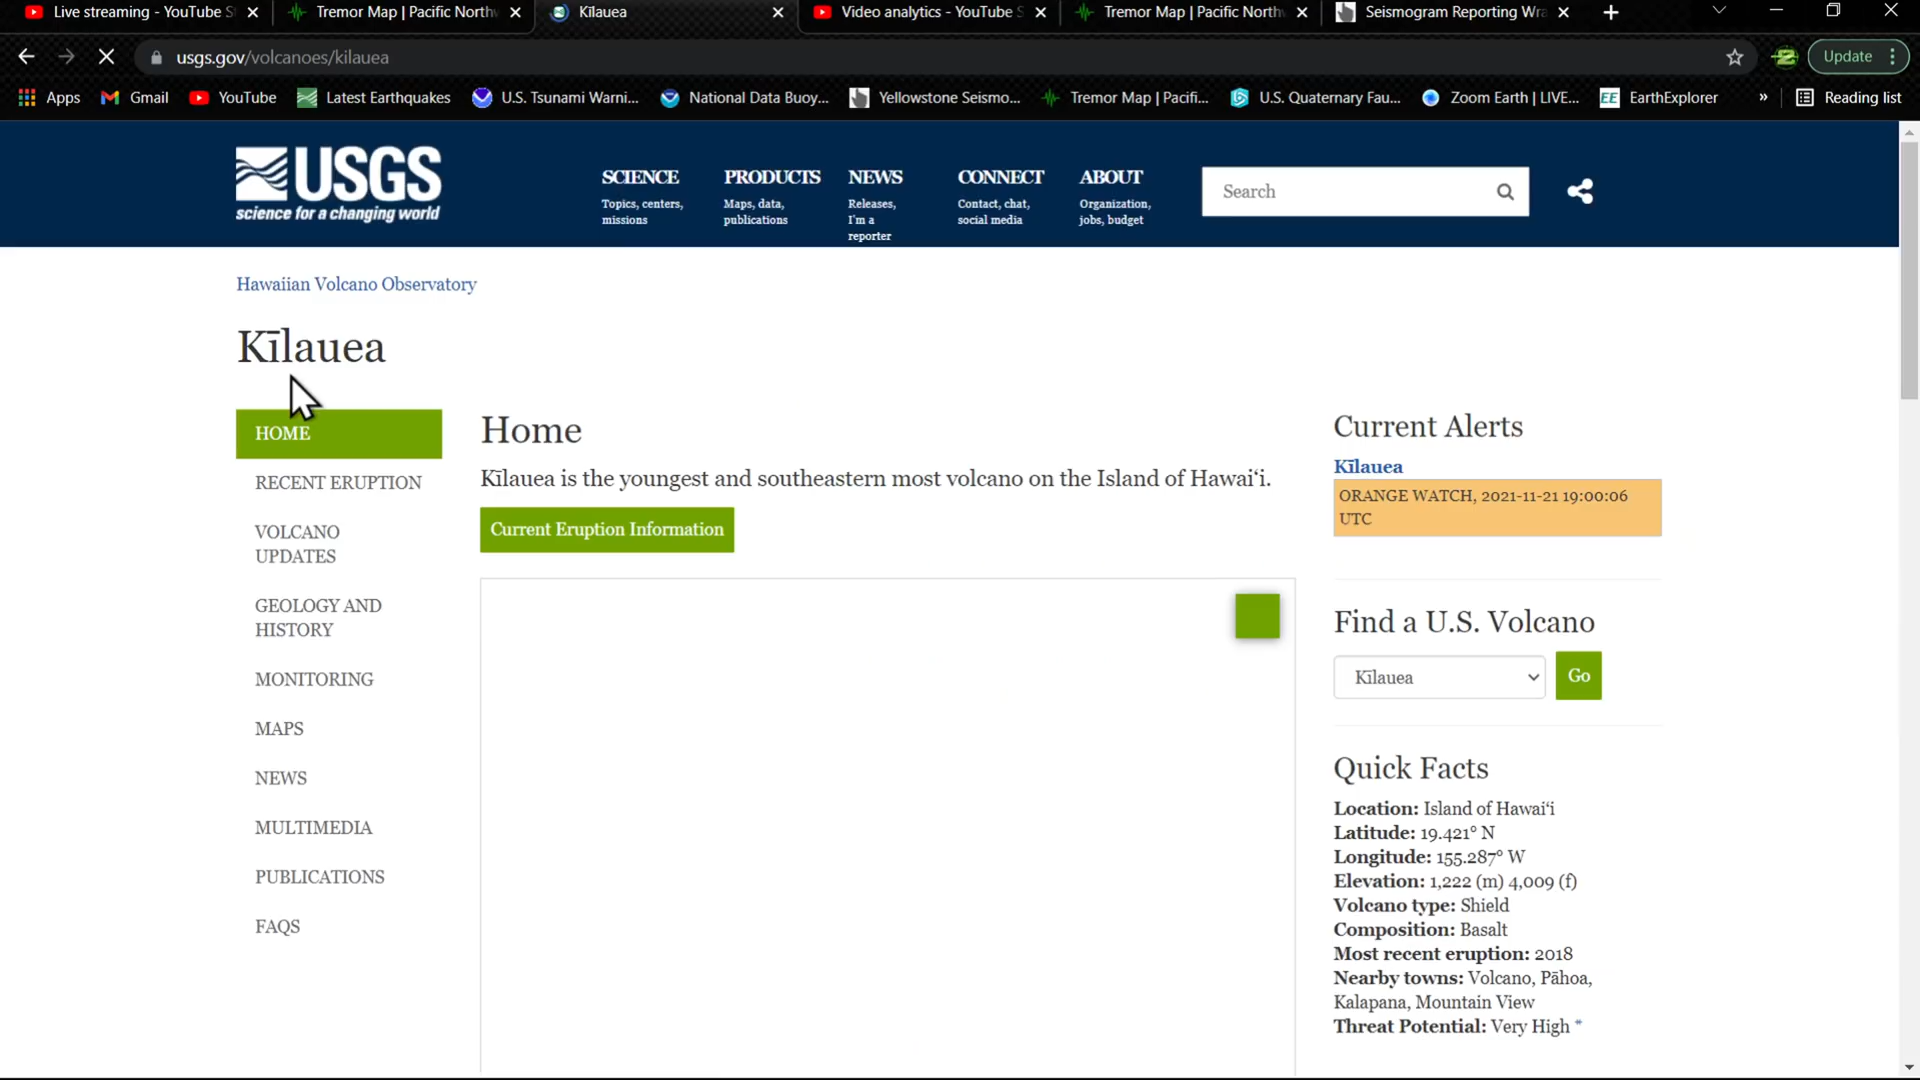 Live streaming - YouTube S
Tremor Map | Pacific Northw
Kīlauea
Video analytics - YouTube S
Tremor Map | Pacific Northw
Seismogram Reporting Wra
usgs.gov/volcanoes/kilauea
Update
Apps
Gmail
YouTube
Latest Earthquakes
U.S. Tsunami Warni...
National Data Buoy...
Yellowstone Seismo...
Tremor Map | Pacifi...
U.S. Quaternary Fau...
Zoom Earth | LIVE...
EE EarthExplorer
»
Reading list
USGS
science for a changing world
SCIENCE
Topics, centers,
missions
PRODUCTS
Maps, data,
publications
NEWS
Releases,
I'm a
reporter
CONNECT
Contact, chat,
social media
ABOUT
Organization,
jobs, budget
Search
Hawaiian Volcano Observatory
Kīlauea
HOME
RECENT ERUPTION
VOLCANO
UPDATES
GEOLOGY AND
HISTORY
MONITORING
MAPS
NEWS
MULTIMEDIA
PUBLICATIONS
FAQS
Home
Kīlauea is the youngest and southeastern most volcano on the Island of Hawaiʻi.
Current Eruption Information
Current Alerts
Kīlauea
ORANGE WATCH, 2021-11-21 19:00:06
UTC
Find a U.S. Volcano
Kīlauea
Go
Quick Facts
Location: Island of Hawaiʻi
Latitude: 19.421° N
Longitude: 155.287° W
Elevation: 1,222 (m) 4,009 (f)
Volcano type: Shield
Composition: Basalt
Most recent eruption: 2018
Nearby towns: Volcano, Pāhoa,
Kalapana, Mountain View
Threat Potential: Very High *